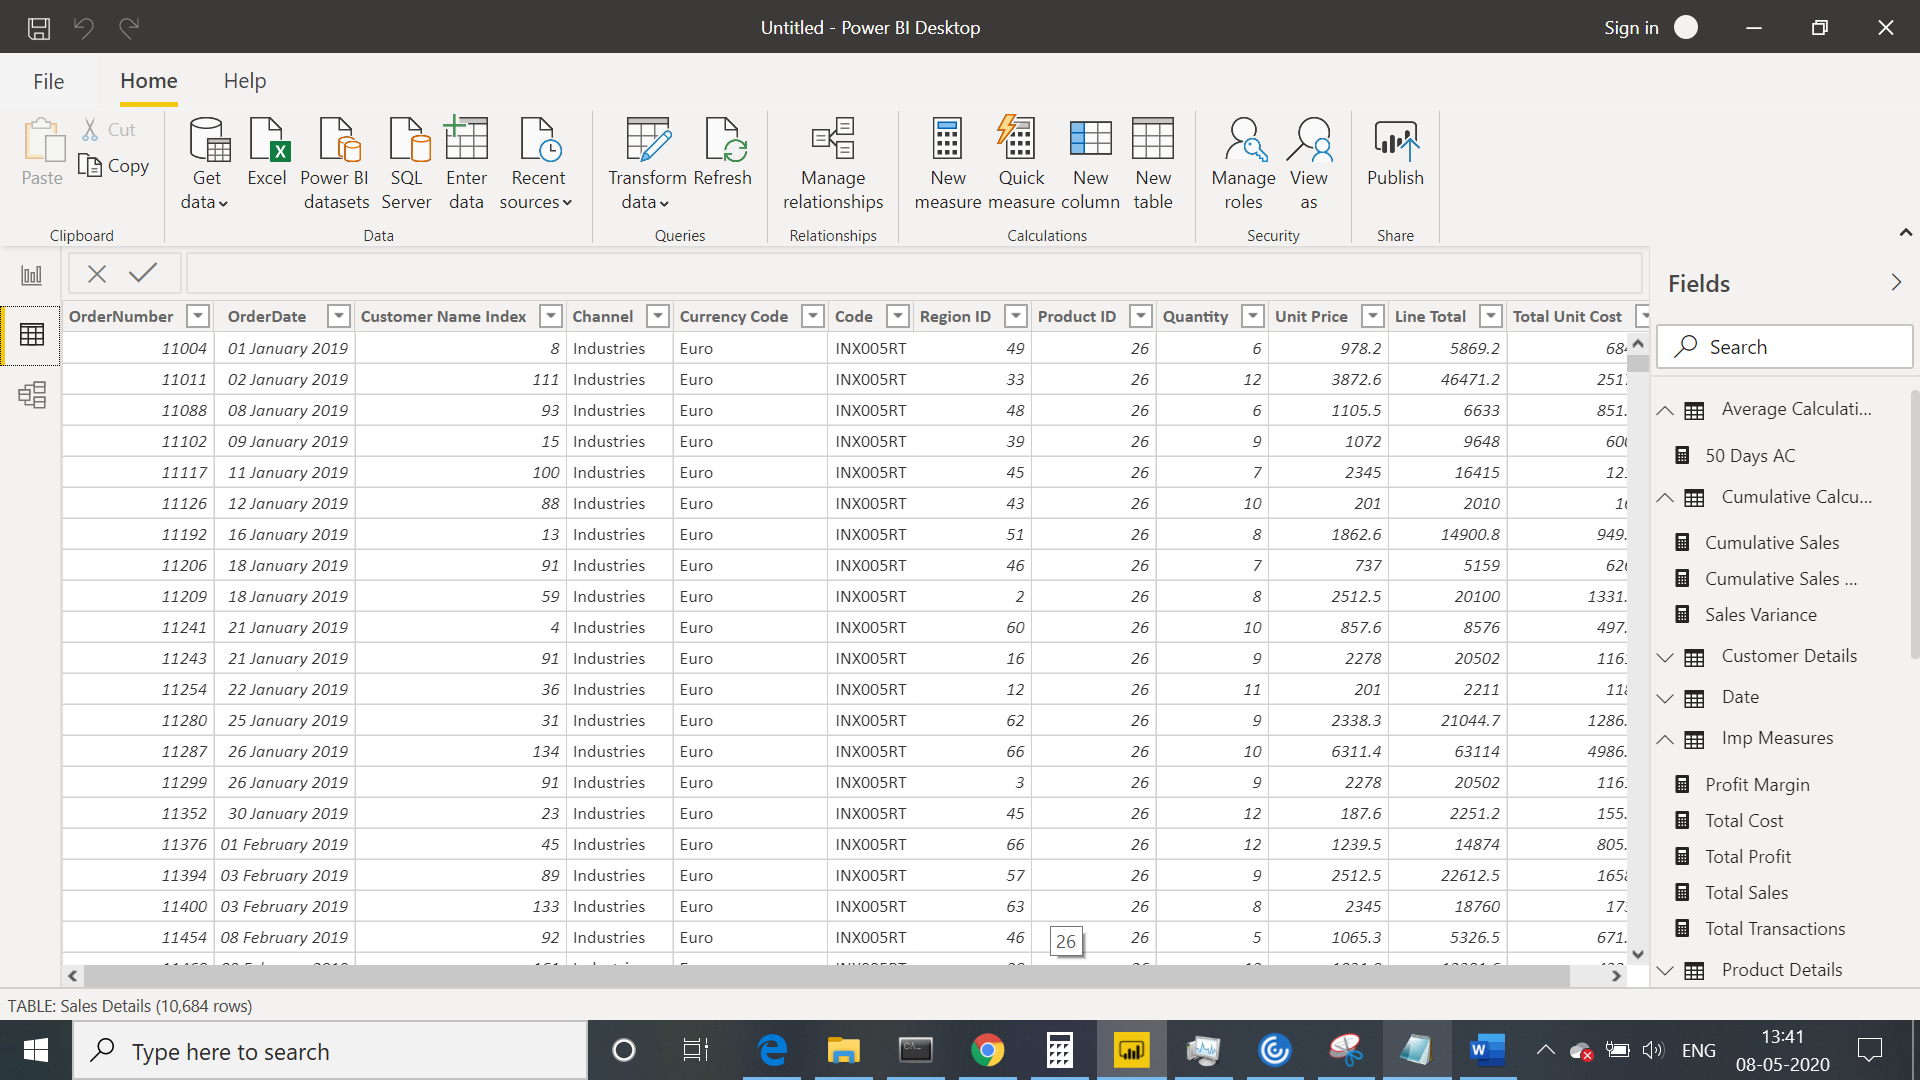 Untitled - Power BI Desktop
Sign in
File Home Help
Paste Cut Copy
Clipboard
Get data Excel Power BI datasets SQL Server Enter data Recent sources
Data
Transform data Refresh
Queries
Manage relationships
Relationships
New measure Quick measure New column New table
Calculations
Manage roles View as
Security
Publish
Share
Fields
Search
OrderNumber OrderDate Customer Name Index Channel Currency Code Code Region ID Product ID Quantity Unit Price Line Total Total Unit Cost
11004 01 January 2019 8 Industries Euro INX005RT 49 26 6 978.2 5869.2
11011 02 January 2019 111 Industries Euro INX005RT 33 26 12 3872.6 46471.2
11088 08 January 2019 93 Industries Euro INX005RT 48 26 6 1105.5 6633 851.
11102 09 January 2019 15 Industries Euro INX005RT 39 26 9 1072 9648
11117 11 January 2019 100 Industries Euro INX005RT 45 26 7 2345 16415
11126 12 January 2019 88 Industries Euro INX005RT 43 26 10 201 2010
11192 16 January 2019 13 Industries Euro INX005RT 51 26 8 1862.6 14900.8 949.
11206 18 January 2019 91 Industries Euro INX005RT 46 26 7 737 5159
11209 18 January 2019 59 Industries Euro INX005RT 2 26 8 2512.5 20100 1331.
11241 21 January 2019 4 Industries Euro INX005RT 60 26 10 857.6 8576 497.
11243 21 January 2019 91 Industries Euro INX005RT 16 26 9 2278 20502
11254 22 January 2019 36 Industries Euro INX005RT 12 26 11 201 2211
11280 25 January 2019 31 Industries Euro INX005RT 62 26 9 2338.3 21044.7 1286.
11287 26 January 2019 134 Industries Euro INX005RT 66 26 10 6311.4 63114 4986.
11299 26 January 2019 91 Industries Euro INX005RT 3 26 9 2278 20502
11352 30 January 2019 23 Industries Euro INX005RT 45 26 12 187.6 2251.2 155.
11376 01 February 2019 45 Industries Euro INX005RT 66 26 12 1239.5 14874 805.
11394 03 February 2019 89 Industries Euro INX005RT 57 26 9 2512.5 22612.5
11400 03 February 2019 133 Industries Euro INX005RT 63 26 8 2345 18760
11454 08 February 2019 92 Industries Euro INX005RT 46 26 5 1065.3 5326.5 671.
26
Average Calculati...
50 Days AC
Cumulative Calcu...
Cumulative Sales
Cumulative Sales ...
Sales Variance
Customer Details
Date
Imp Measures
Profit Margin
Total Cost
Total Profit
Total Sales
Total Transactions
Product Details
TABLE: Sales Details (10,684 rows)
Type here to search
ENG
13:41
08-05-2020